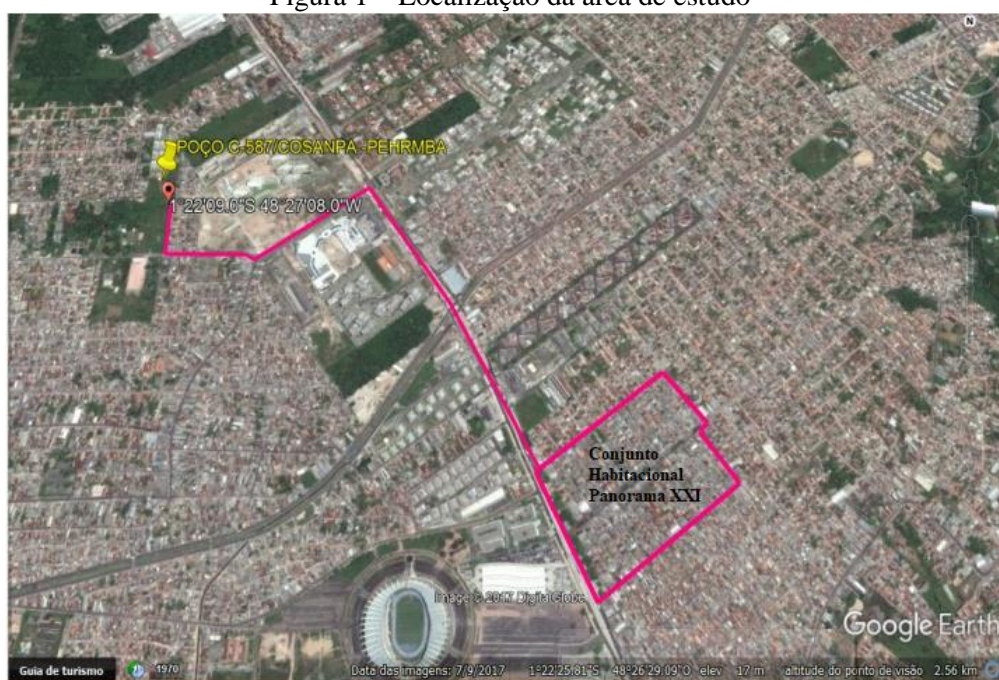 Figura 1 – Localização da área de estudo
N
POÇO C-587/COSANPA -PEHRMBA
1°22'09.0"S 48°27'08.0"W
Conjunto
Habitacional
Panorama XXI
Image © 2017 DigitalGlobe
Google Earth
Guia de turismo 1970 Data das imagens: 7/9/2017 1°22'25.81"S 48°26'29.09"O elev 17 m altitude do ponto de visão 2.56 km